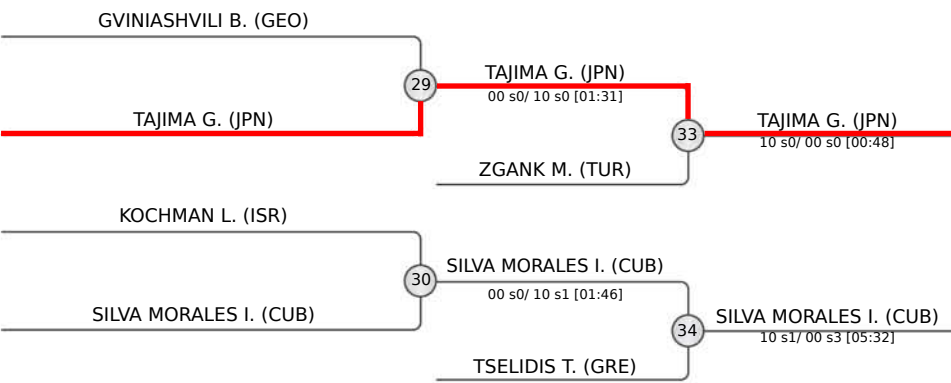 GVINIASHVILI B. (GEO)
29
TAJIMA G. (JPN)
00 s0/ 10 s0 [01:31]
TAJIMA G. (JPN)
33
TAJIMA G. (JPN)
10 s0/ 00 s0 [00:48]
ZGANK M. (TUR)
KOCHMAN L. (ISR)
30
SILVA MORALES I. (CUB)
00 s0/ 10 s1 [01:46]
SILVA MORALES I. (CUB)
34
SILVA MORALES I. (CUB)
10 s1/ 00 s3 [05:32]
TSELIDIS T. (GRE)